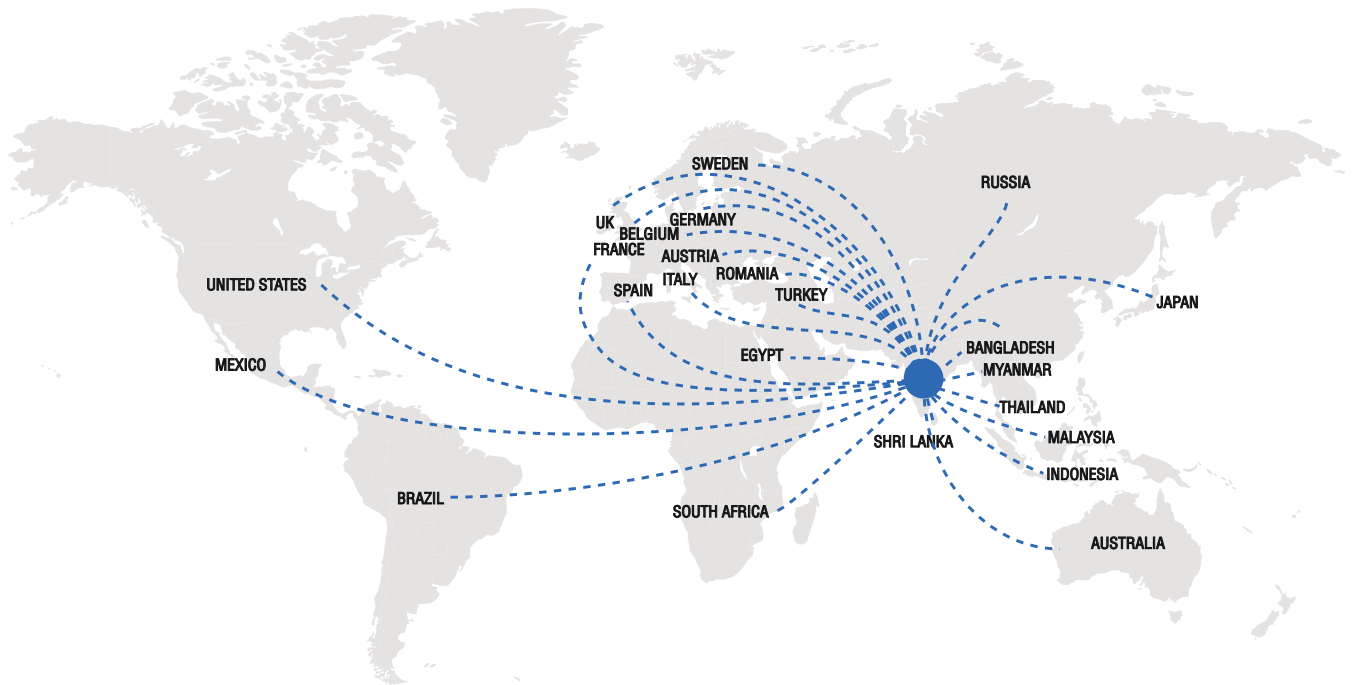 SWEDEN
RUSSIA
UK
GERMANY
BELGIUM
FRANCE
AUSTRIA
ROMANIA
ITALY
UNITED STATES
SPAIN
TURKEY
JAPAN
BANGLADESH
EGYPT
MEXICO
MYANMAR
THAILAND
MALAYSIA
SHRI LANKA
INDONESIA
BRAZIL
SOUTH AFRICA
AUSTRALIA